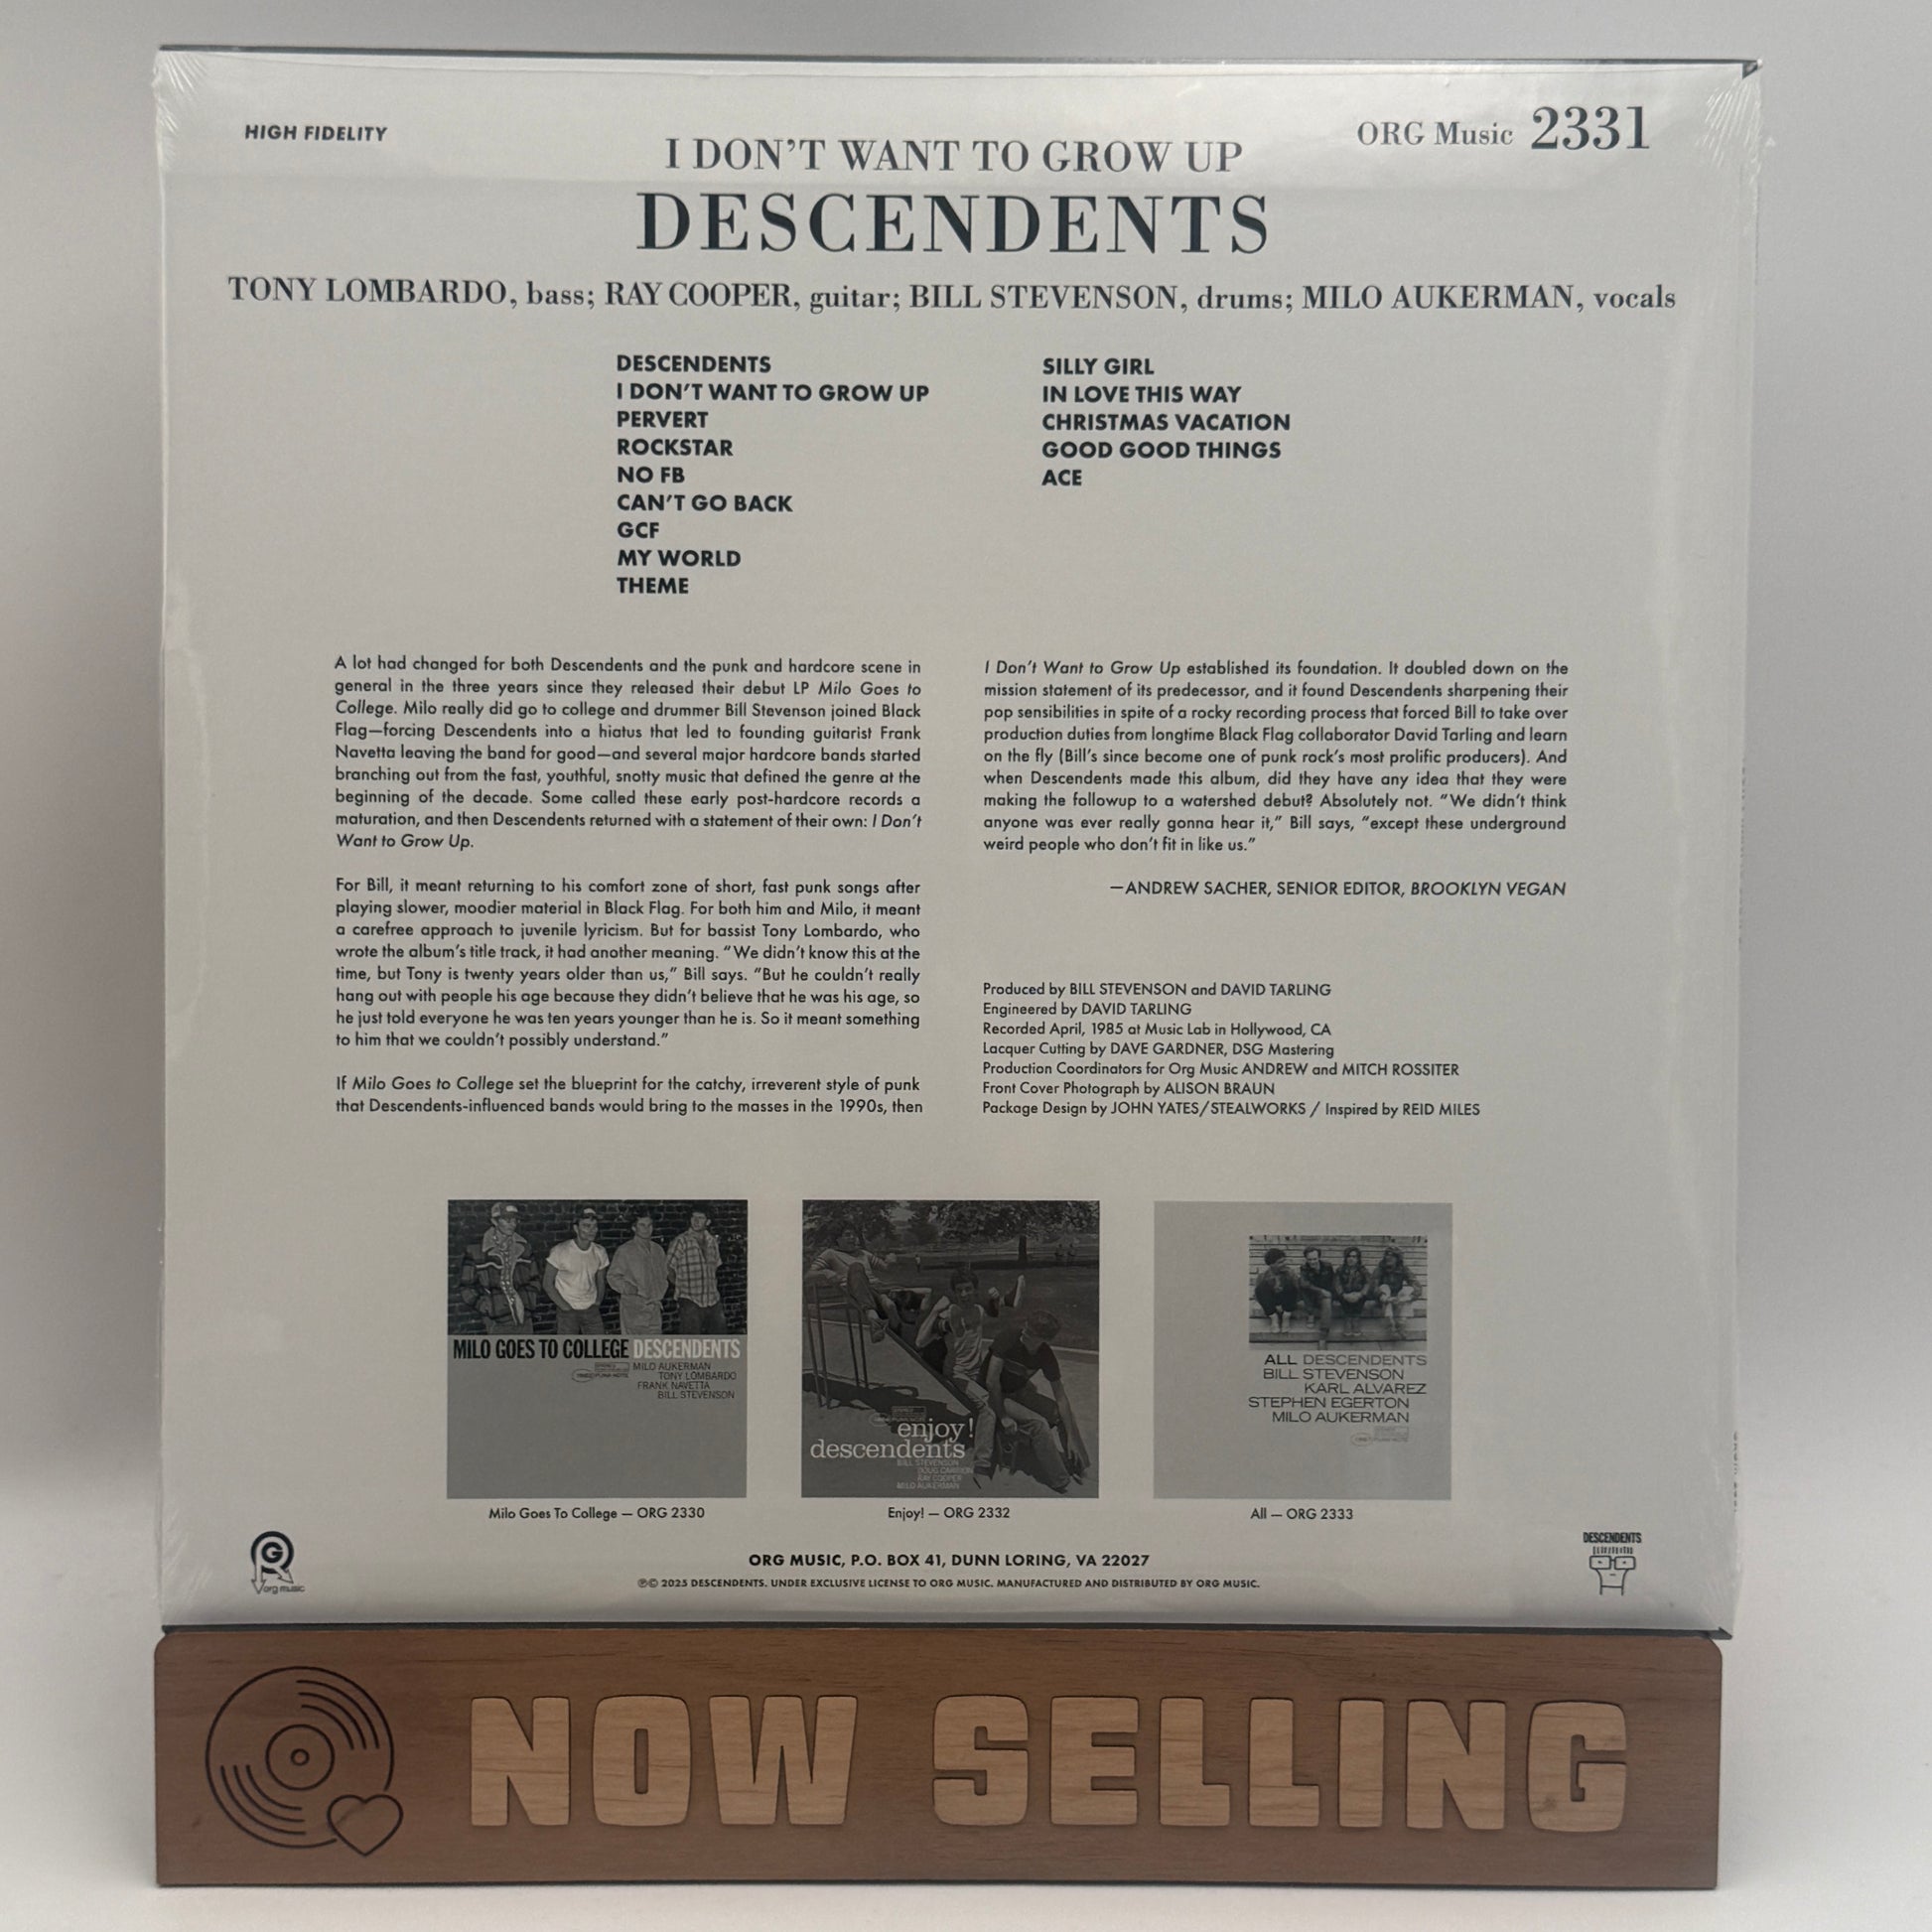 HIGH FIDELITY
ORG Music 2331
I DON'T WANT TO GROW UP
DESCENDENTS
TONY LOMBARDO, bass; RAY COOPER, guitar; BILL STEVENSON, drums; MILO AUKERMAN, vocals
DESCENDENTS
I DON'T WANT TO GROW UP
PERVERT
ROCKSTAR
NO FB
CAN'T GO BACK
GCF
MY WORLD
THEME
SILLY GIRL
IN LOVE THIS WAY
CHRISTMAS VACATION
GOOD GOOD THINGS
ACE
A lot had changed for both Descendents and the punk and hardcore scene in
general in the three years since they released their debut LP Milo Goes to
College. Milo really did go to college and drummer Bill Stevenson joined Black
Flag—forcing Descendents into a hiatus that led to founding guitarist Frank
Navetta leaving the band for good—and several major hardcore bands started
branching out from the fast, youthful, snotty music that defined the genre at the
beginning of the decade. Some called these early post-hardcore records a
maturation, and then Descendents returned with a statement of their own: I Don't
Want to Grow Up.
For Bill, it meant returning to his comfort zone of short, fast punk songs after
playing slower, moodier material in Black Flag. For both him and Milo, it meant
a carefree approach to juvenile lyricism. But for bassist Tony Lombardo, who
wrote the album's title track, it had another meaning. "We didn't know this at the
time, but Tony is twenty years older than us," Bill says. "But he couldn't really
hang out with people his age because they didn't believe that he was his age, so
he just told everyone he was ten years younger than he is. So it meant something
to him that we couldn't possibly understand."
If Milo Goes to College set the blueprint for the catchy, irreverent style of punk
that Descendents-influenced bands would bring to the masses in the 1990s, then
I Don't Want to Grow Up established its foundation. It doubled down on the
mission statement of its predecessor, and it found Descendents sharpening their
pop sensibilities in spite of a rocky recording process that forced Bill to take over
production duties from longtime Black Flag collaborator David Tarling and learn
on the fly (Bill's since become one of punk rock's most prolific producers). And
when Descendents made this album, did they have any idea that they were
making the followup to a watershed debut? Absolutely not. "We didn't think
anyone was ever really gonna hear it," Bill says, "except these underground
weird people who don't fit in like us."
—ANDREW SACHER, SENIOR EDITOR, BROOKLYN VEGAN
Produced by BILL STEVENSON and DAVID TARLING
Engineered by DAVID TARLING
Recorded April, 1985 at Music Lab in Hollywood, CA
Lacquer Cutting by DAVE GARDNER, DSG Mastering
Production Coordinators for Org Music ANDREW and MITCH ROSSITER
Front Cover Photograph by ALISON BRAUN
Package Design by JOHN YATES/STEALWORKS / Inspired by REID MILES
MILO GOES TO COLLEGE DESCENDENTS
MILO AUKERMAN
TONY LOMBARDO
FRANK NAVETTA
BILL STEVENSON
enjoy!
descendents
BILL STEVENSON
DOUG CARRION
RAY COOPER
MILO AUKERMAN
ALL DESCENDENTS
BILL STEVENSON
KARL ALVAREZ
STEPHEN EGERTON
MILO AUKERMAN
Milo Goes To College — ORG 2330
Enjoy! — ORG 2332
All — ORG 2333
org music
DESCENDENTS
ORG MUSIC, P.O. BOX 41, DUNN LORING, VA 22027
℗© 2025 DESCENDENTS. UNDER EXCLUSIVE LICENSE TO ORG MUSIC. MANUFACTURED AND DISTRIBUTED BY ORG MUSIC.
NOW SELLING